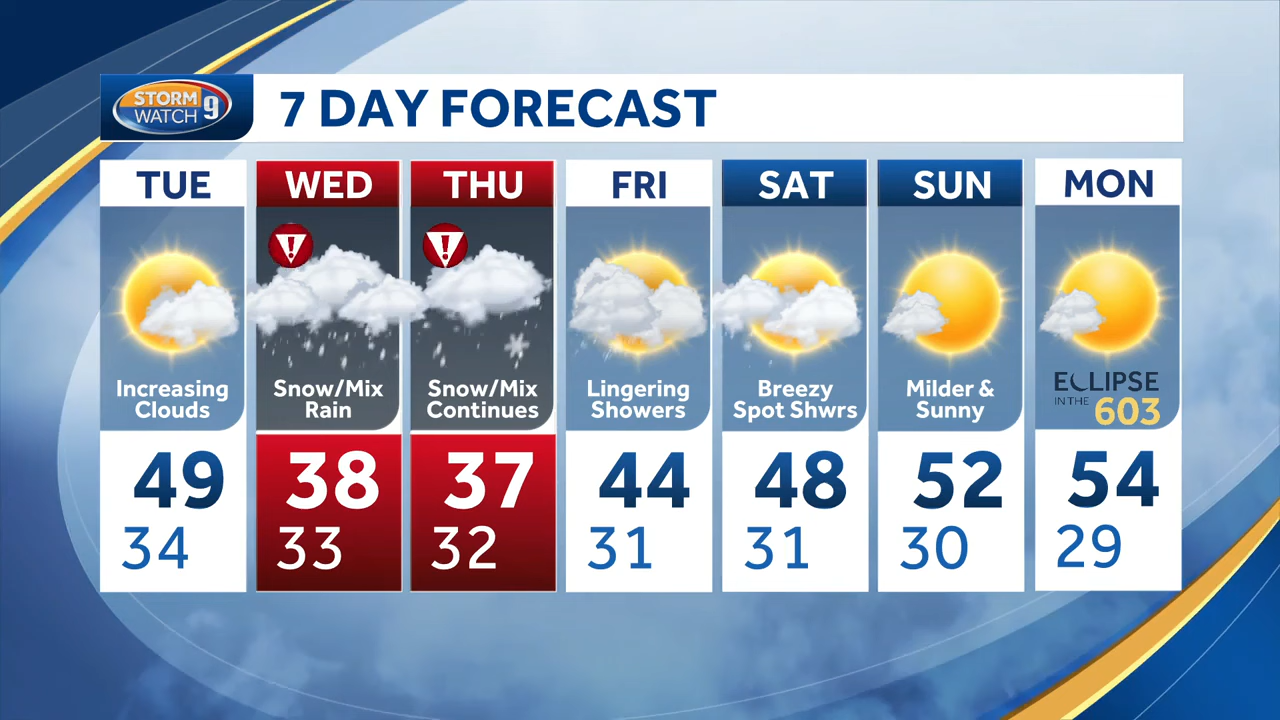 STORM
WATCH 9
7 DAY FORECAST
TUE
Increasing
Clouds
49
34
WED
!
Snow/Mix
Rain
38
33
THU
!
Snow/Mix
Continues
37
32
FRI
Lingering
Showers
44
31
SAT
Breezy
Spot Shwrs
48
31
SUN
Milder &
Sunny
52
30
MON
ECLIPSE
IN THE 603
54
29